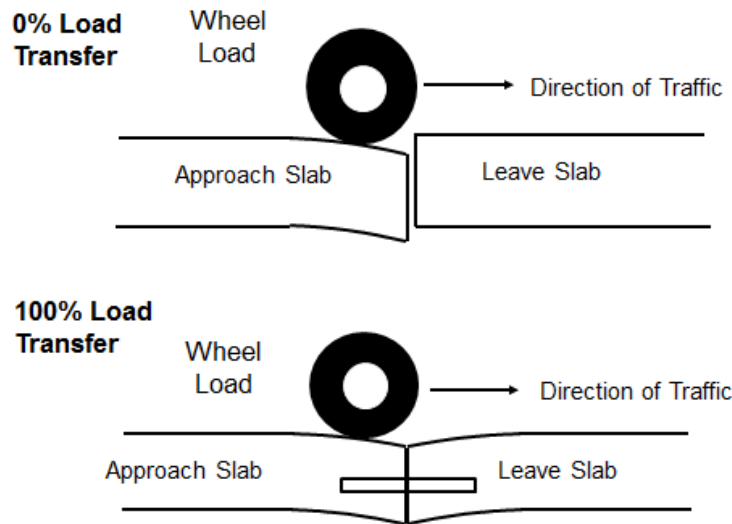 0% Load
Transfer
Wheel
Load
Direction of Traffic
Approach Slab
Leave Slab
100% Load
Transfer
Wheel
Load
Direction of Traffic
Approach Slab
Leave Slab